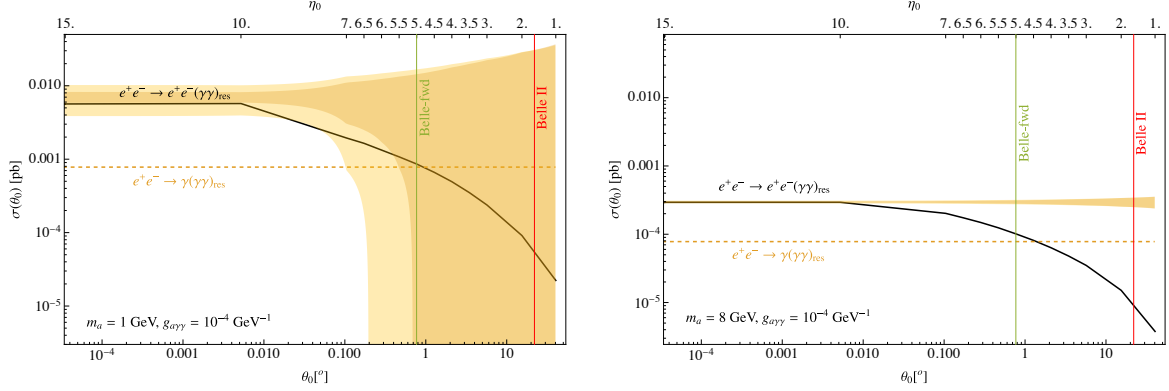 η₀
15. 10. 7. 6.5 6. 5.5 5. 4.5 4. 3.5 3. 2. 1.
0.010
0.001
10⁻⁴
10⁻⁵
σ(θ₀) [pb]
e⁺e⁻ → e⁺e⁻(γγ)res
e⁺e⁻ → γ(γγ)res
Belle-fwd
Belle II
mₐ = 1 GeV, gₐγγ = 10⁻⁴ GeV⁻¹
10⁻⁴ 0.001 0.010 0.100 1 10
θ₀[°]
η₀
15. 10. 7. 6.5 6. 5.5 5. 4.5 4. 3.5 3. 2. 1.
0.010
0.001
10⁻⁴
10⁻⁵
σ(θ₀) [pb]
e⁺e⁻ → e⁺e⁻(γγ)res
e⁺e⁻ → γ(γγ)res
Belle-fwd
Belle II
mₐ = 8 GeV, gₐγγ = 10⁻⁴ GeV⁻¹
10⁻⁴ 0.001 0.010 0.100 1 10
θ₀[°]